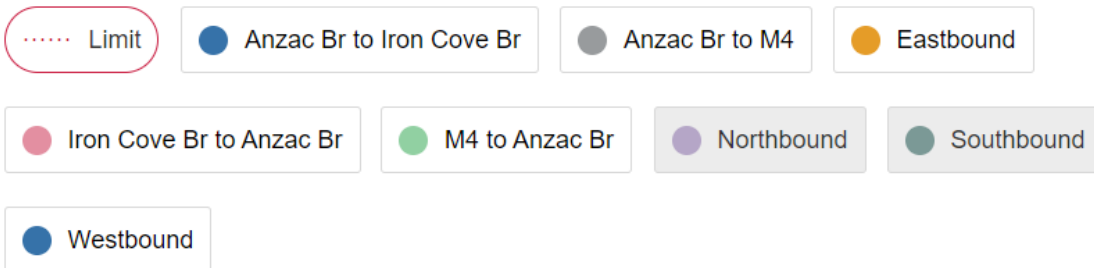 Limit Anzac Br to Iron Cove Br Anzac Br to M4 Eastbound
Iron Cove Br to Anzac Br M4 to Anzac Br Northbound Southbound
Westbound